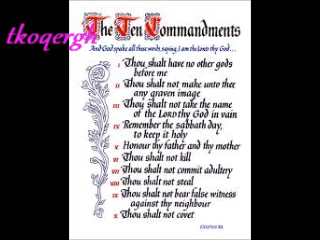 tkoqergn
The Ten Commandments
And God spake all these words, saying, I am the LORD thy God...
I Thou shalt have no other gods
before me
II Thou shalt not make unto thee
any graven image
III Thou shalt not take the name
of the LORD thy God in vain
IV Remember the sabbath day,
to keep it holy
V Honour thy father and thy mother
VI Thou shalt not kill
VII Thou shalt not commit adultery
VIII Thou shalt not steal
IX Thou shalt not bear false witness
against thy neighbour
X Thou shalt not covet
EXODUS XX